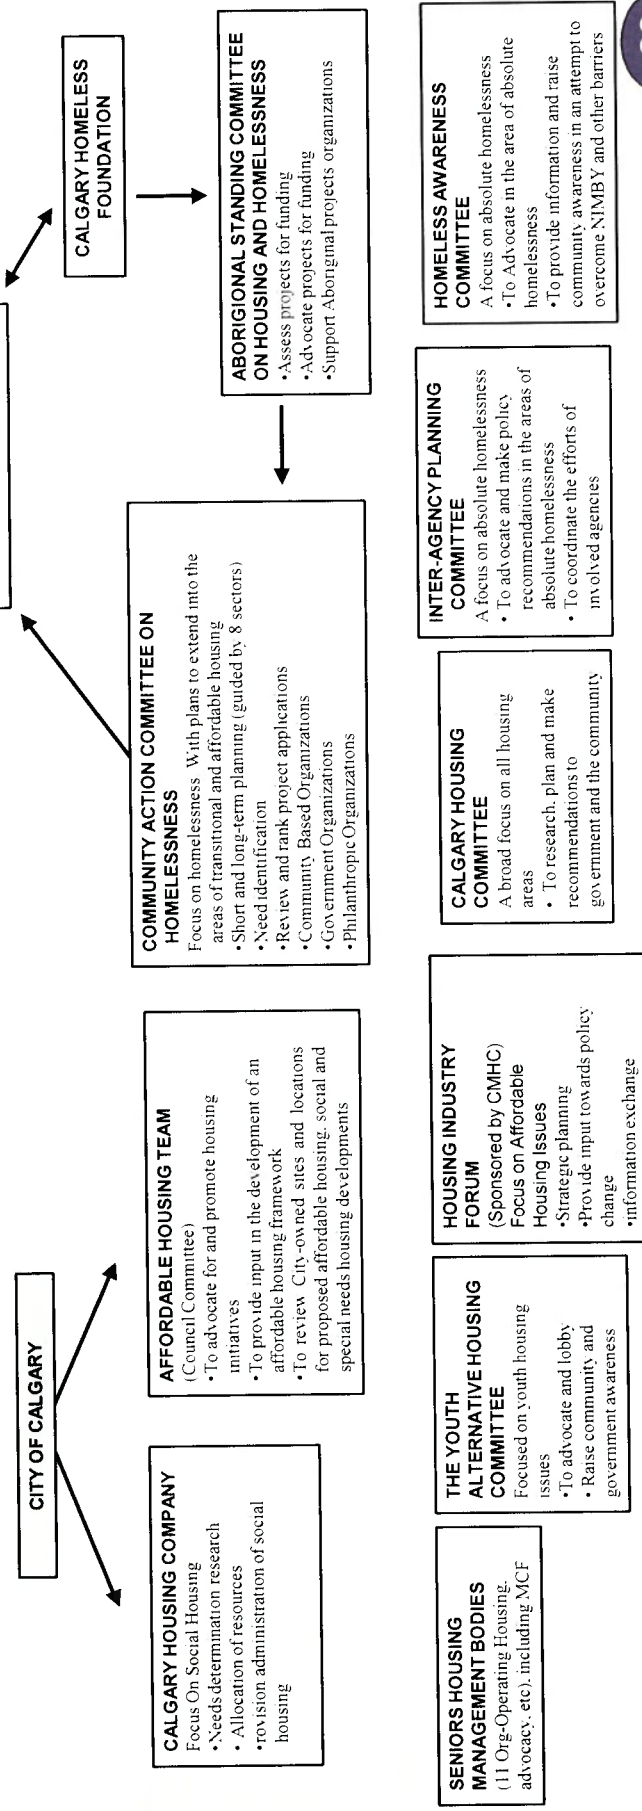 CITY OF CALGARY
CALGARY HOMELESS
FOUNDATION
CALGARY HOUSING COMPANY
Focus On Social Housing
•Needs determination research
• Allocation of resources
•rovision administration of social
housing
AFFORDABLE HOUSING TEAM
(Council Committee)
•To advocate for and promote housing
initiatives
•To provide input in the development of an
affordable housing framework
•To review City-owned sites and locations
for proposed affordable housing, social and
special needs housing developments
COMMUNITY ACTION COMMITTEE ON
HOMELESSNESS
Focus on homelessness With plans to extend into the
areas of transitional and affordable housing
•Short and long-term planning (guided by 8 sectors)
•Need identification
•Review and rank project applications
•Community Based Organizations
•Government Organizations
•Philanthropic Organizations
ABORIGIONAL STANDING COMMITTEE
ON HOUSING AND HOMELESSNESS
•Assess projects for funding
•Advocate projects for funding
•Support Aboriginal projects organizations
SENIORS HOUSING
MANAGEMENT BODIES
(11 Org-Operating Housing,
advocacy, etc), including MCF
THE YOUTH
ALTERNATIVE HOUSING
COMMITTEE
Focused on youth housing
issues
•To advocate and lobby
• Raise community and
government awareness
HOUSING INDUSTRY
FORUM
(Sponsored by CMHC)
Focus on Affordable
Housing Issues
•Strategic planning
•Provide input towards policy
change
•information exchange
CALGARY HOUSING
COMMITTEE
A broad focus on all housing
areas
• To research, plan and make
recommendations to
government and the community
INTER-AGENCY PLANNING
COMMITTEE
A focus on absolute homelessness
• To advocate and make policy
recommendations in the areas of
absolute homelessness
• To coordinate the efforts of
involved agencies
HOMELESS AWARENESS
COMMITTEE
A focus on absolute homelessness
•To Advocate in the area of absolute
homelessness
•To provide information and raise
community awareness in an attempt to
overcome NIMBY and other barriers